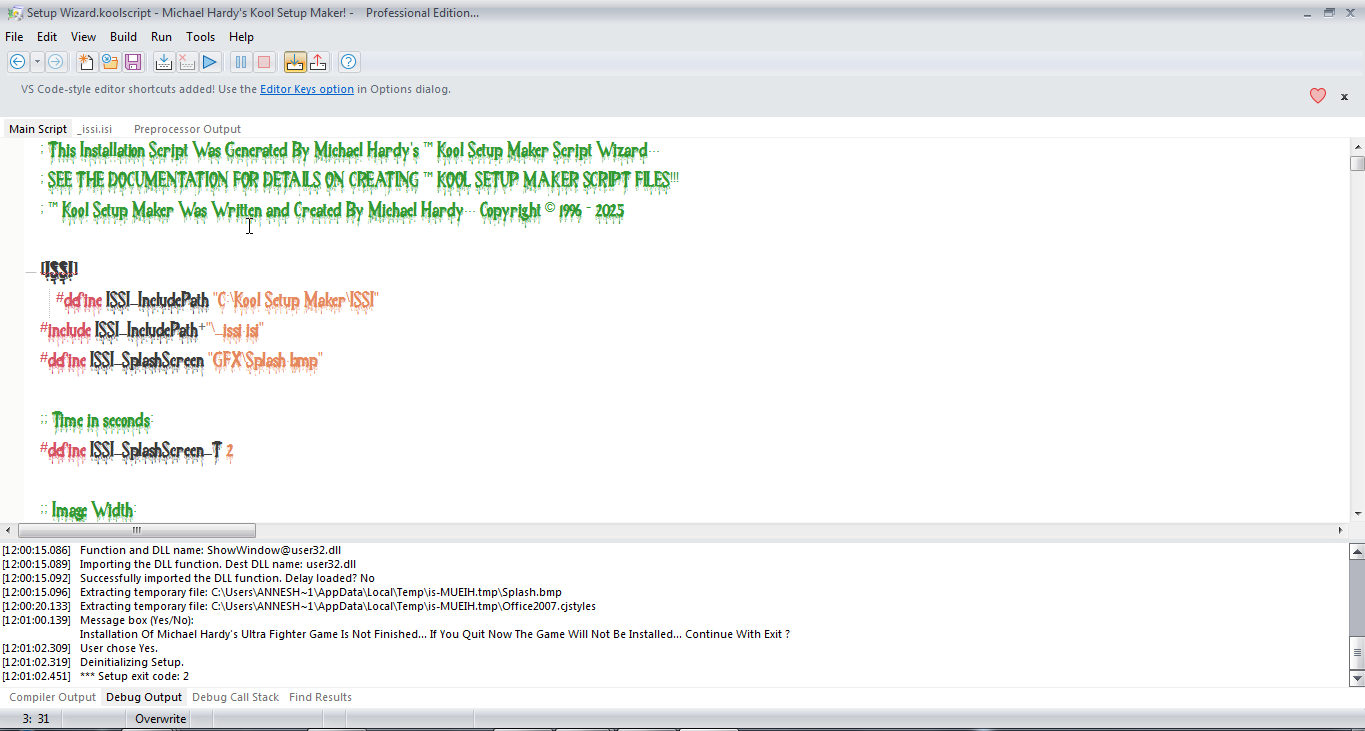 Setup Wizard.koolscript - Michael Hardy's Kool Setup Maker! - Professional Edition...
File Edit View Build Run Tools Help
VS Code-style editor shortcuts added! Use the Editor Keys option in Options dialog.
x
Main Script _issi.isi Preprocessor Output
; This Installation Script Was Generated By Michael Hardy's ™ Kool Setup Maker Script Wizard...
; SEE THE DOCUMENTATION FOR DETAILS ON CREATING ™ KOOL SETUP MAKER SCRIPT FILES!!!
; ™ Kool Setup Maker Was Written and Created By Michael Hardy... Copyright © 1996 - 2025
[ISSI]
#define ISSI_IncludePath "C:\Kool Setup Maker\ISSI"
#include ISSI_IncludePath+"\_issi.isi"
#define ISSI_SplashScreen "GFX\Splash.bmp"
;; Time in seconds:
#define ISSI_SplashScreen_T 2
;; Image Width:
[12:00:15.086] Function and DLL name: ShowWindow@user32.dll
[12:00:15.089] Importing the DLL function. Dest DLL name: user32.dll
[12:00:15.092] Successfully imported the DLL function. Delay loaded? No
[12:00:15.096] Extracting temporary file: C:\Users\ANNESH~1\AppData\Local\Temp\is-MUEIH.tmp\Splash.bmp
[12:00:20.133] Extracting temporary file: C:\Users\ANNESH~1\AppData\Local\Temp\is-MUEIH.tmp\Office2007.cjstyles
[12:01:00.139] Message box (Yes/No):
Installation Of Michael Hardy's Ultra Fighter Game Is Not Finished... If You Quit Now The Game Will Not Be Installed... Continue With Exit ?
[12:01:02.309] User chose Yes.
[12:01:02.319] Deinitializing Setup.
[12:01:02.451] *** Setup exit code: 2
Compiler Output Debug Output Debug Call Stack Find Results
3: 31 Overwrite